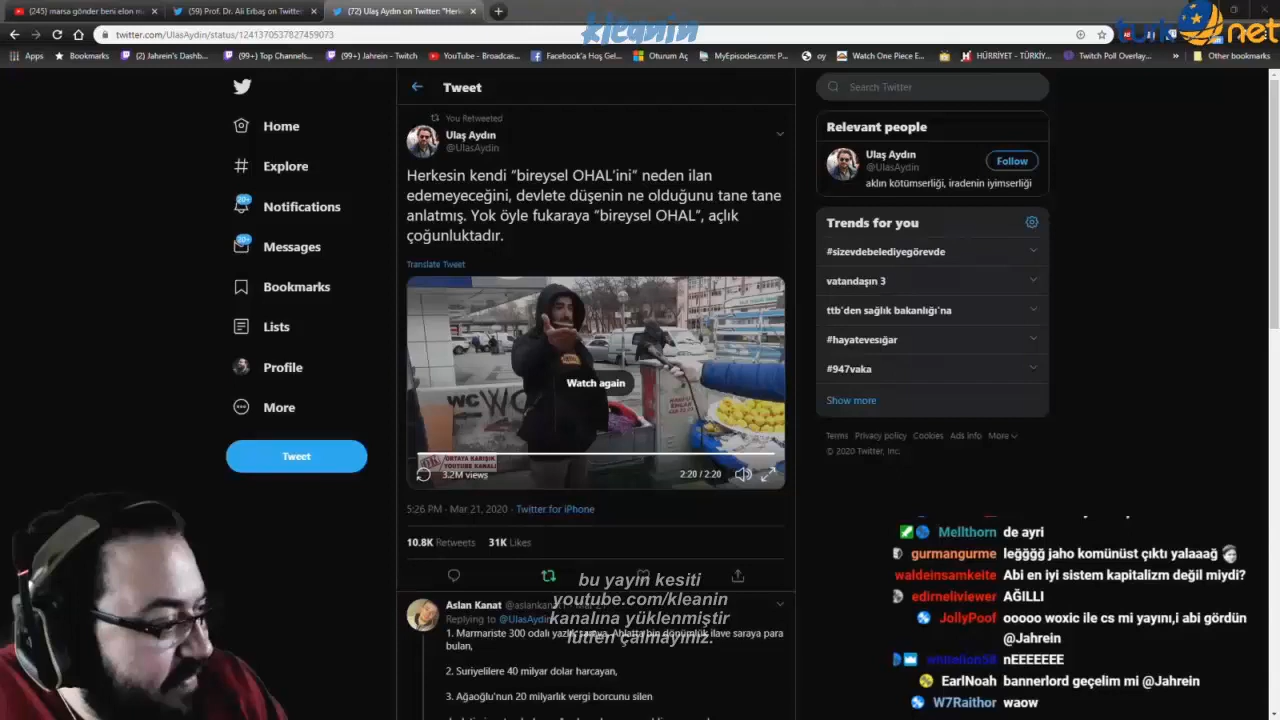 (245) marsa gönder beni elon m
(59) Prof. Dr. Ali Erbaş on Twitter
(72) Ulaş Aydın on Twitter: "Herk
twitter.com/UlasAydin/status/1241370537827459073
kleanin
turknet
Apps
Bookmarks
(2) Jahrein's Dashb...
(99+) Top Channels...
(99+) Jahrein - Twitch
YouTube - Broadcas...
Facebook'a Hoş Gel...
Oturum Aç
MyEpisodes.com: P...
oy
Watch One Piece E...
HÜRRİYET - TÜRKİY...
Twitch Poll Overlay...
Other bookmarks
Home
Explore
20+
Notifications
20+
Messages
Bookmarks
Lists
Profile
More
Tweet
Tweet
You Retweeted
Ulaş Aydın
@UlasAydin
Herkesin kendi "bireysel OHAL'ini" neden ilan
edemeyeceğini, devlete düşenin ne olduğunu tane tane
anlatmış. Yok öyle fukaraya "bireysel OHAL", açlık
çoğunluktadır.
Translate Tweet
WC
Watch again
ORTAYA KARIŞIK
YOUTUBE KANALI
3.2M views
2:20 / 2:20
5:26 PM · Mar 21, 2020 · Twitter for iPhone
10.8K Retweets 31K Likes
bu yayın kesiti
youtube.com/kleanin
kanalına yüklenmiştir
lütfen çalmayınız.
Aslan Kanat
Replying to @UlasAydin
1. Marmariste 300 odalı yazlık saraya, Ahlatta bin dönümlük ilave saraya para
bulan,
2. Suriyelilere 40 milyar dolar harcayan,
3. Ağaoğlu'nun 20 milyarlık vergi borcunu silen
Search Twitter
Relevant people
Ulaş Aydın
@UlasAydin
Follow
aklın kötümserliği, iradenin iyimserliği
Trends for you
#sizevdebelediyegörevde
vatandaşın 3
ttb'den sağlık bakanlığı'na
#hayatevesığar
#947vaka
Show more
Terms Privacy policy Cookies Ads info More
© 2020 Twitter, Inc.
Mellthorn de ayri
gurmangurme leğğğğ jaho komünüst çıktı yalaaağ
waldeinsamkeite Abi en iyi sistem kapitalizm değil miydi?
edirneliviewer AĞILLI
JollyPoof ooooo woxic ile cs mi yayını,i abi gördün
@Jahrein
nEEEEEEE
EarlNoah bannerlord geçelim mi @Jahrein
W7Raithor waow